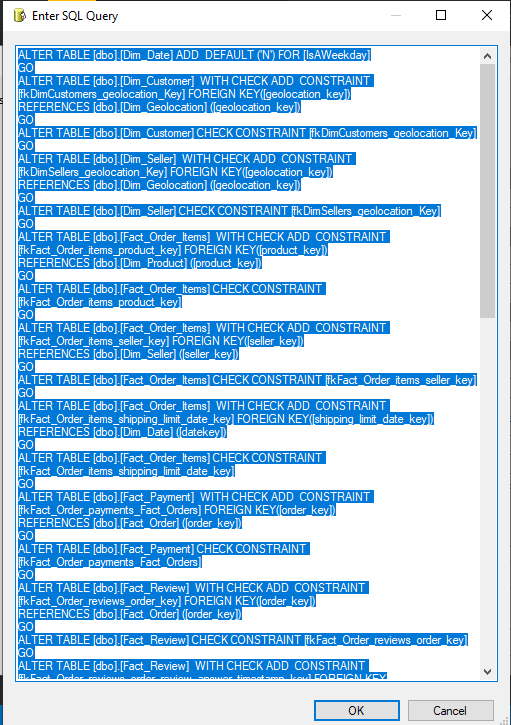 Enter SQL Query
ALTER TABLE [dbo].[Dim_Date] ADD  DEFAULT ('N') FOR [IsAWeekday]
GO
ALTER TABLE [dbo].[Dim_Customer]  WITH CHECK ADD  CONSTRAINT
[fkDimCustomers_geolocation_Key] FOREIGN KEY([geolocation_key])
REFERENCES [dbo].[Dim_Geolocation] ([geolocation_key])
GO
ALTER TABLE [dbo].[Dim_Customer] CHECK CONSTRAINT [fkDimCustomers_geolocation_Key]
GO
ALTER TABLE [dbo].[Dim_Seller]  WITH CHECK ADD  CONSTRAINT
[fkDimSellers_geolocation_Key] FOREIGN KEY([geolocation_key])
REFERENCES [dbo].[Dim_Geolocation] ([geolocation_key])
GO
ALTER TABLE [dbo].[Dim_Seller] CHECK CONSTRAINT [fkDimSellers_geolocation_Key]
GO
ALTER TABLE [dbo].[Fact_Order_Items]  WITH CHECK ADD  CONSTRAINT
[fkFact_Order_items_product_key] FOREIGN KEY([product_key])
REFERENCES [dbo].[Dim_Product] ([product_key])
GO
ALTER TABLE [dbo].[Fact_Order_Items] CHECK CONSTRAINT
[fkFact_Order_items_product_key]
GO
ALTER TABLE [dbo].[Fact_Order_Items]  WITH CHECK ADD  CONSTRAINT
[fkFact_Order_items_seller_key] FOREIGN KEY([seller_key])
REFERENCES [dbo].[Dim_Seller] ([seller_key])
GO
ALTER TABLE [dbo].[Fact_Order_Items] CHECK CONSTRAINT [fkFact_Order_items_seller_key]
GO
ALTER TABLE [dbo].[Fact_Order_Items]  WITH CHECK ADD  CONSTRAINT
[fkFact_Order_items_shipping_limit_date_key] FOREIGN KEY([shipping_limit_date_key])
REFERENCES [dbo].[Dim_Date] ([datekey])
GO
ALTER TABLE [dbo].[Fact_Order_Items] CHECK CONSTRAINT
[fkFact_Order_items_shipping_limit_date_key]
GO
ALTER TABLE [dbo].[Fact_Payment]  WITH CHECK ADD  CONSTRAINT
[fkFact_Order_payments_Fact_Orders] FOREIGN KEY([order_key])
REFERENCES [dbo].[Fact_Order] ([order_key])
GO
ALTER TABLE [dbo].[Fact_Payment] CHECK CONSTRAINT
[fkFact_Order_payments_Fact_Orders]
GO
ALTER TABLE [dbo].[Fact_Review]  WITH CHECK ADD  CONSTRAINT
[fkFact_Order_reviews_order_key] FOREIGN KEY([order_key])
REFERENCES [dbo].[Fact_Order] ([order_key])
GO
ALTER TABLE [dbo].[Fact_Review] CHECK CONSTRAINT [fkFact_Order_reviews_order_key]
GO
ALTER TABLE [dbo].[Fact_Review]  WITH CHECK ADD  CONSTRAINT
[fkFact_Order_reviews_order_review_answer_timestamp_key] FOREIGN KEY
OK
Cancel